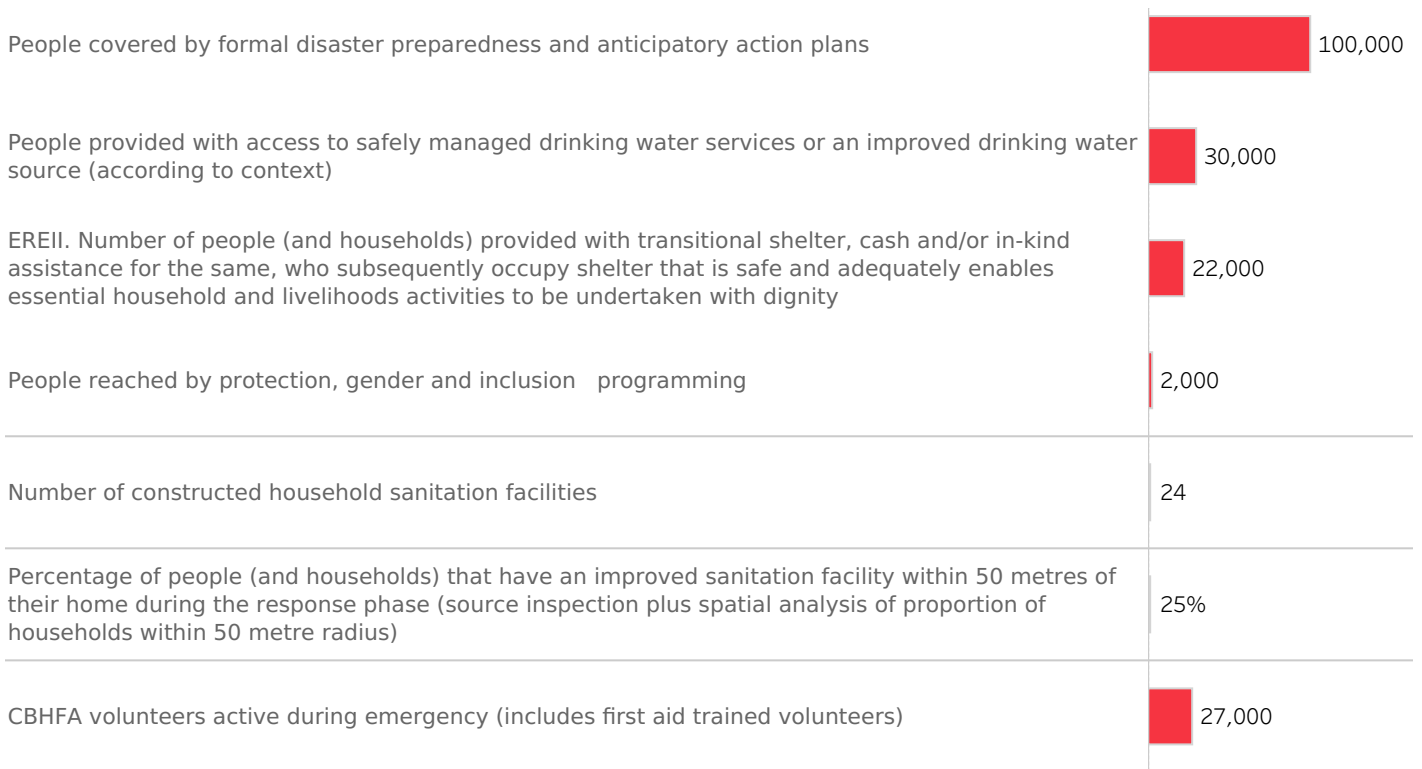 People covered by formal disaster preparedness and anticipatory action plans
100,000
People provided with access to safely managed drinking water services or an improved drinking water
source (according to context)
30,000
EREII. Number of people (and households) provided with transitional shelter, cash and/or in-kind
assistance for the same, who subsequently occupy shelter that is safe and adequately enables
essential household and livelihoods activities to be undertaken with dignity
22,000
People reached by protection, gender and inclusion   programming
2,000
Number of constructed household sanitation facilities
24
Percentage of people (and households) that have an improved sanitation facility within 50 metres of
their home during the response phase (source inspection plus spatial analysis of proportion of
households within 50 metre radius)
25%
CBHFA volunteers active during emergency (includes first aid trained volunteers)
27,000